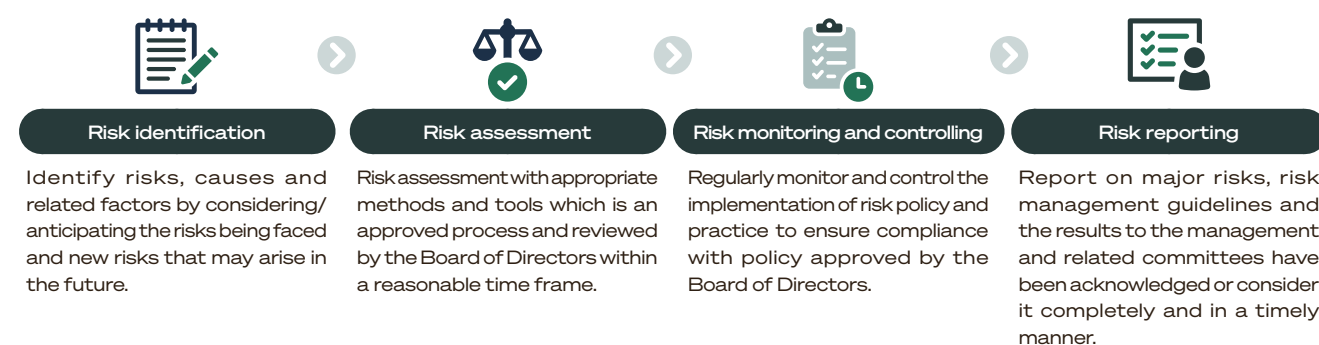 Risk identification
Identify risks, causes and
related factors by considering/
anticipating the risks being faced
and new risks that may arise in
the future.
Risk assessment
Risk assessment with appropriate
methods and tools which is an
approved process and reviewed
by the Board of Directors within
a reasonable time frame.
Risk monitoring and controlling
Regularly monitor and control the
implementation of risk policy and
practice to ensure compliance
with policy approved by the
Board of Directors.
Risk reporting
Report on major risks, risk
management guidelines and
the results to the management
and related committees have
been acknowledged or consider
it completely and in a timely
manner.